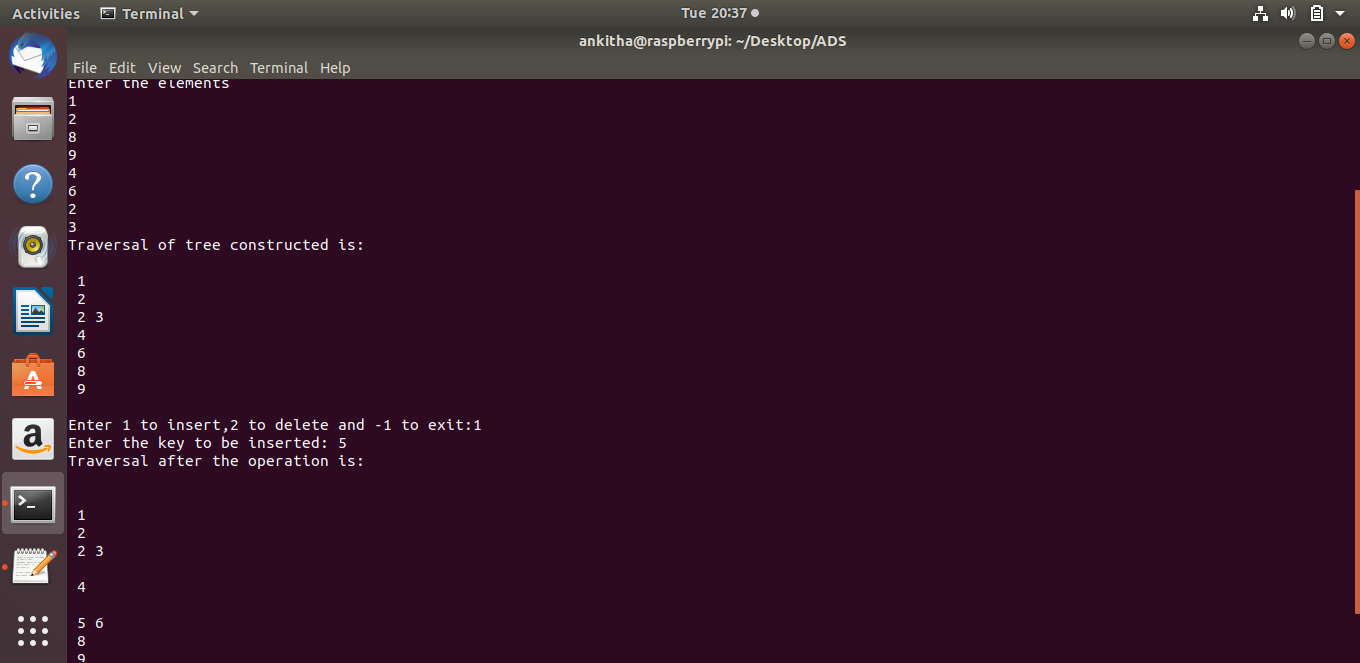 Activities Terminal Tue 20:37
ankitha@raspberrypi: ~/Desktop/ADS
File Edit View Search Terminal Help
Enter the elements
1
2
8
9
4
6
2
3
Traversal of tree constructed is:
1
2
2 3
4
6
8
9
Enter 1 to insert,2 to delete and -1 to exit:1
Enter the key to be inserted: 5
Traversal after the operation is:
1
2
2 3
4
5 6
8
9